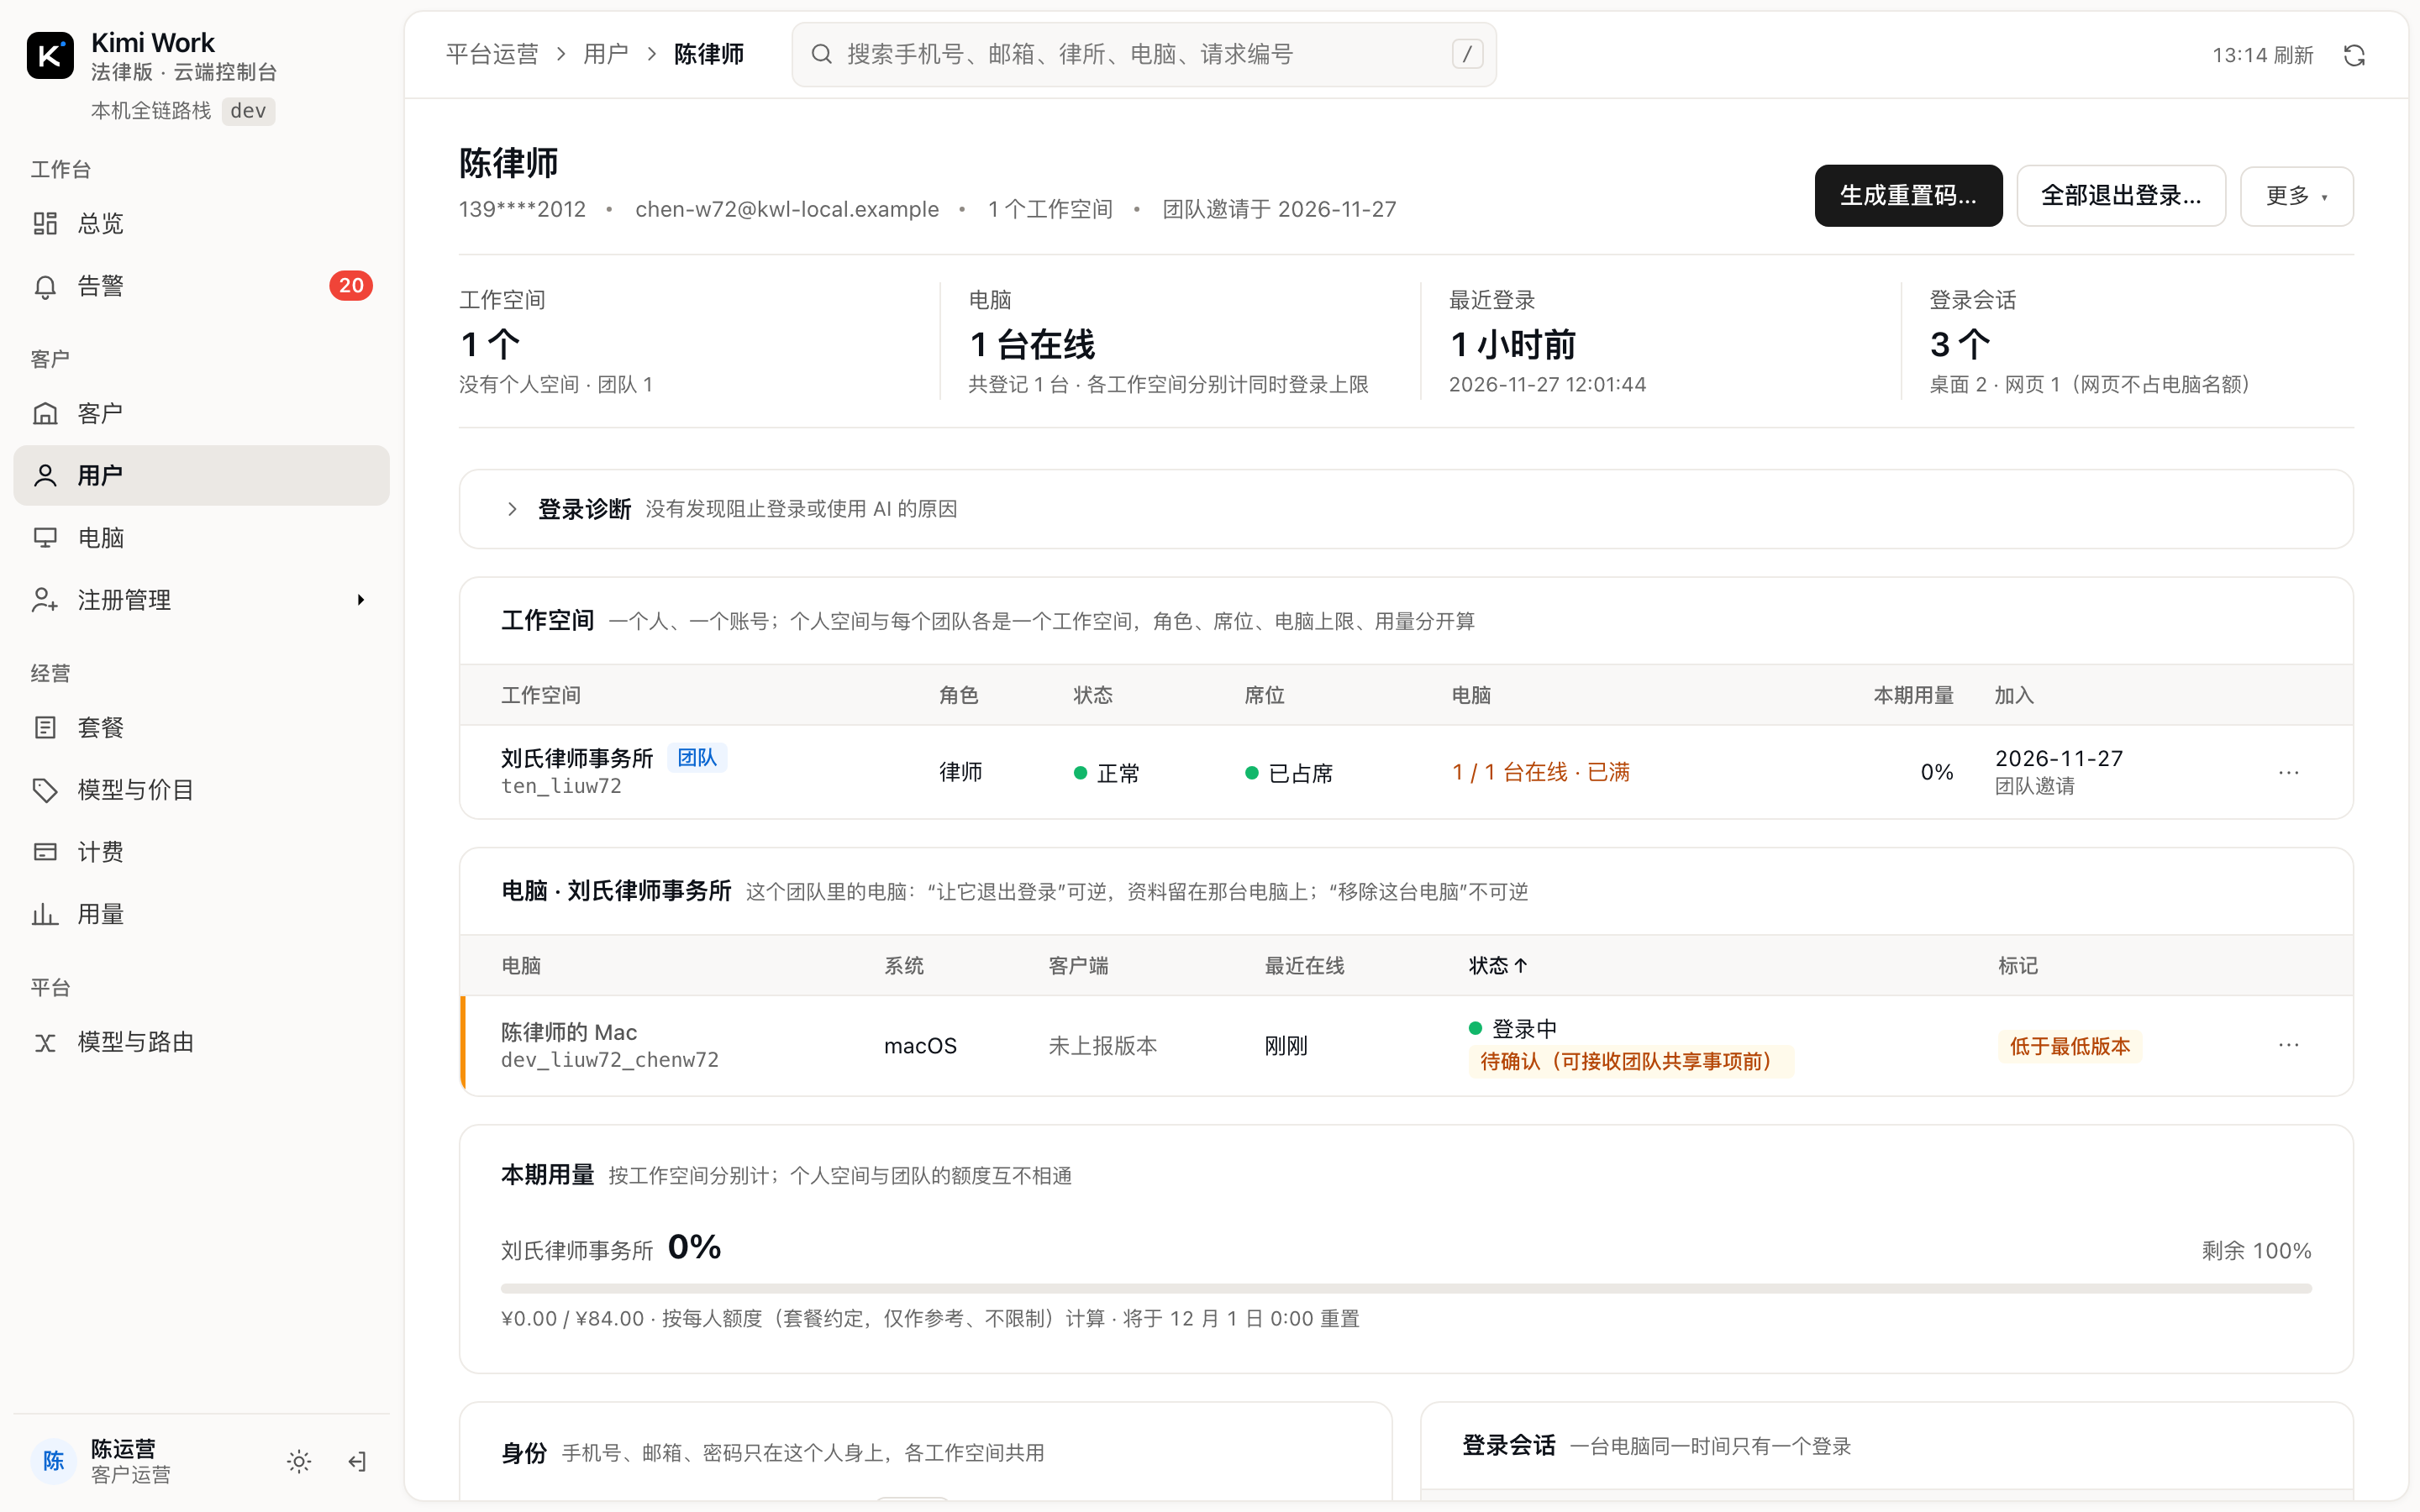 Kimi Work
法律版 · 云端控制台
本机全链路栈 dev
工作台
总览
告警 20
客户
客户
用户
电脑
注册管理
经营
套餐
模型与价目
计费
用量
平台
模型与路由
陈 陈运营
客户运营
平台运营 > 用户 > 陈律师
搜索手机号、邮箱、律所、电脑、请求编号 /
13:14 刷新
陈律师
139****2012 • chen-w72@kwl-local.example • 1 个工作空间 • 团队邀请于 2026-11-27
生成重置码... 全部退出登录... 更多
工作空间 电脑 最近登录 登录会话
1 个 1 台在线 1 小时前 3 个
没有个人空间 · 团队 1 共登记 1 台 · 各工作空间分别计同时登录上限 2026-11-27 12:01:44 桌面 2 · 网页 1（网页不占电脑名额）
登录诊断 没有发现阻止登录或使用 AI 的原因
工作空间 一个人、一个账号；个人空间与每个团队各是一个工作空间，角色、席位、电脑上限、用量分开算
工作空间 角色 状态 席位 电脑 本期用量 加入
刘氏律师事务所 团队 律师 正常 已占席 1 / 1 台在线 · 已满 0% 2026-11-27 ···
ten_liuw72 团队邀请
电脑 · 刘氏律师事务所 这个团队里的电脑：“让它退出登录”可逆，资料留在那台电脑上；“移除这台电脑”不可逆
电脑 系统 客户端 最近在线 状态 ↑ 标记
陈律师的 Mac macOS 未上报版本 刚刚 登录中 低于最低版本 ···
dev_liuw72_chenw72 待确认（可接收团队共享事项前）
本期用量 按工作空间分别计；个人空间与团队的额度互不相通
刘氏律师事务所 0% 剩余 100%
¥0.00 / ¥84.00 · 按每人额度（套餐约定，仅作参考、不限制）计算 · 将于 12 月 1 日 0:00 重置
身份 手机号、邮箱、密码只在这个人身上，各工作空间共用
登录会话 一台电脑同一时间只有一个登录